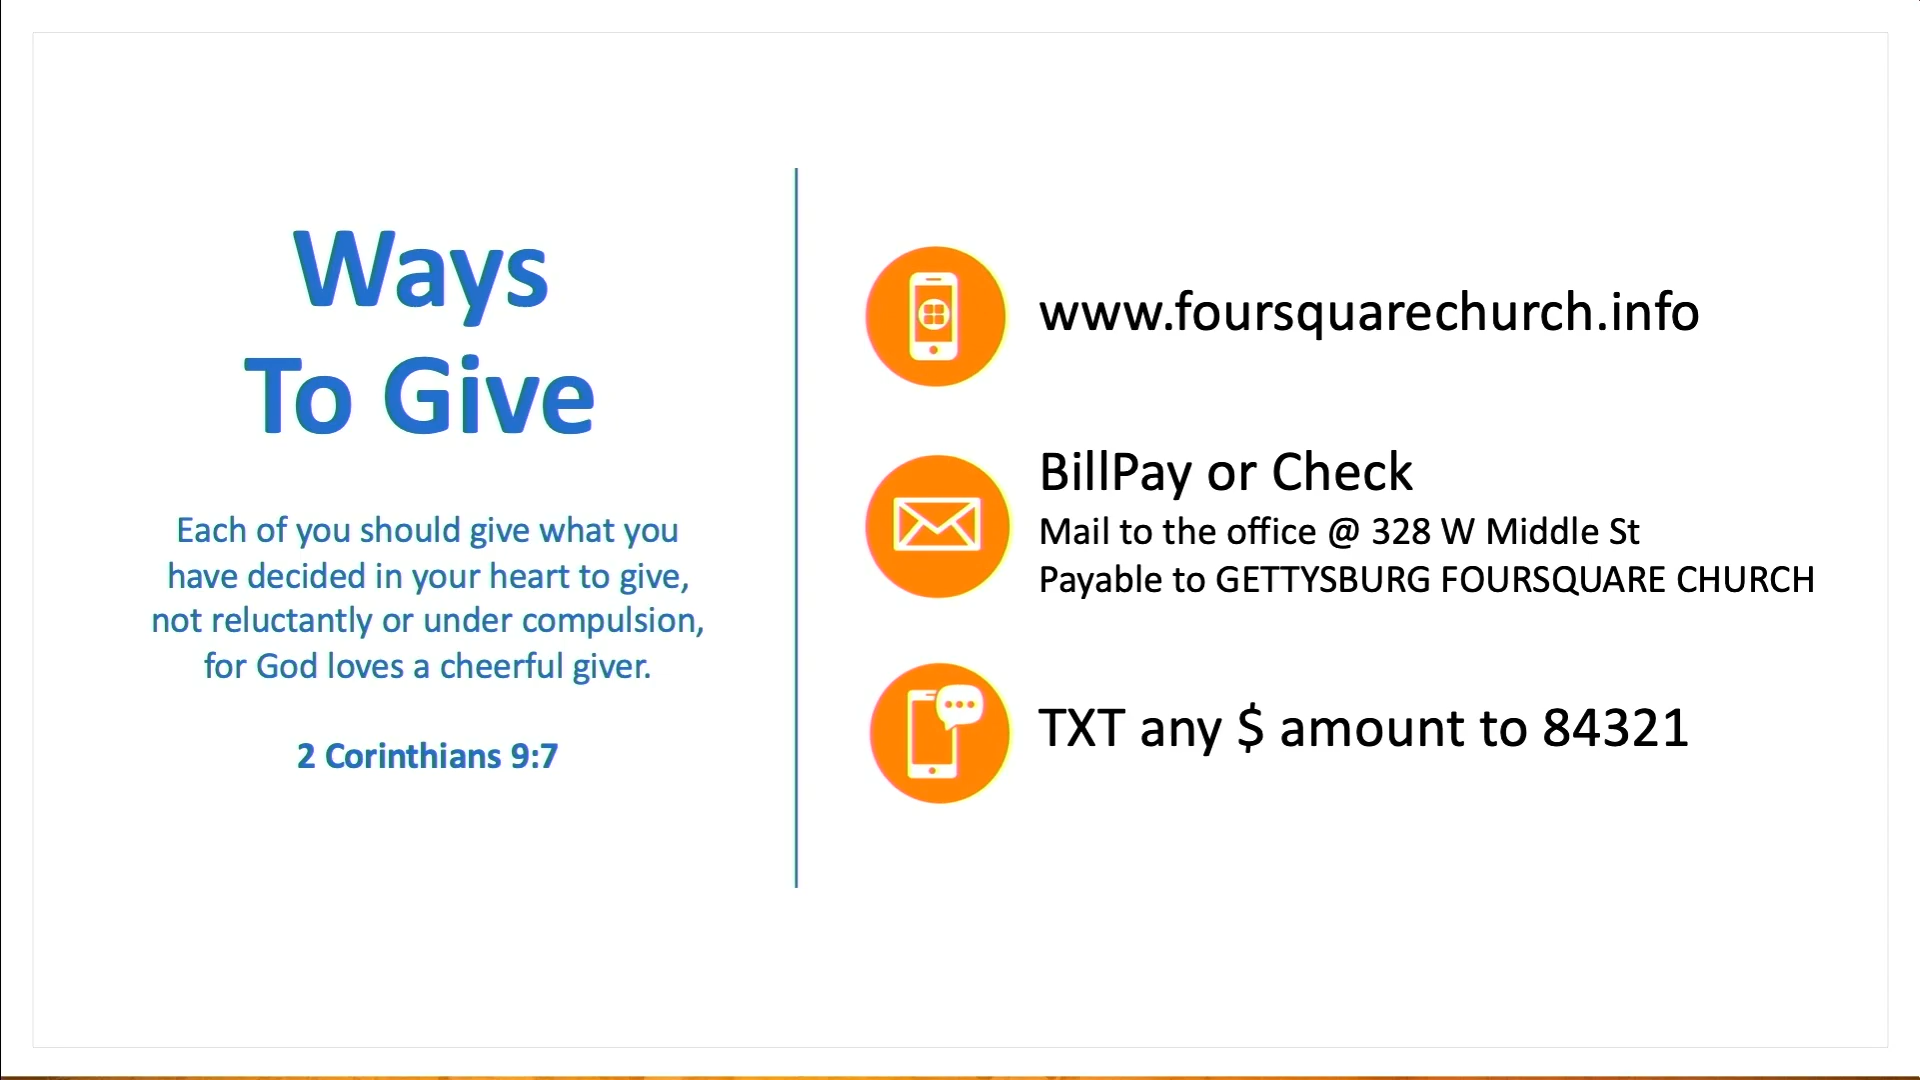 Ways
To Give
Each of you should give what you
have decided in your heart to give,
not reluctantly or under compulsion,
for God loves a cheerful giver.
2 Corinthians 9:7
www.foursquarechurch.info
BillPay or Check
Mail to the office @ 328 W Middle St
Payable to GETTYSBURG FOURSQUARE CHURCH
TXT any $ amount to 84321